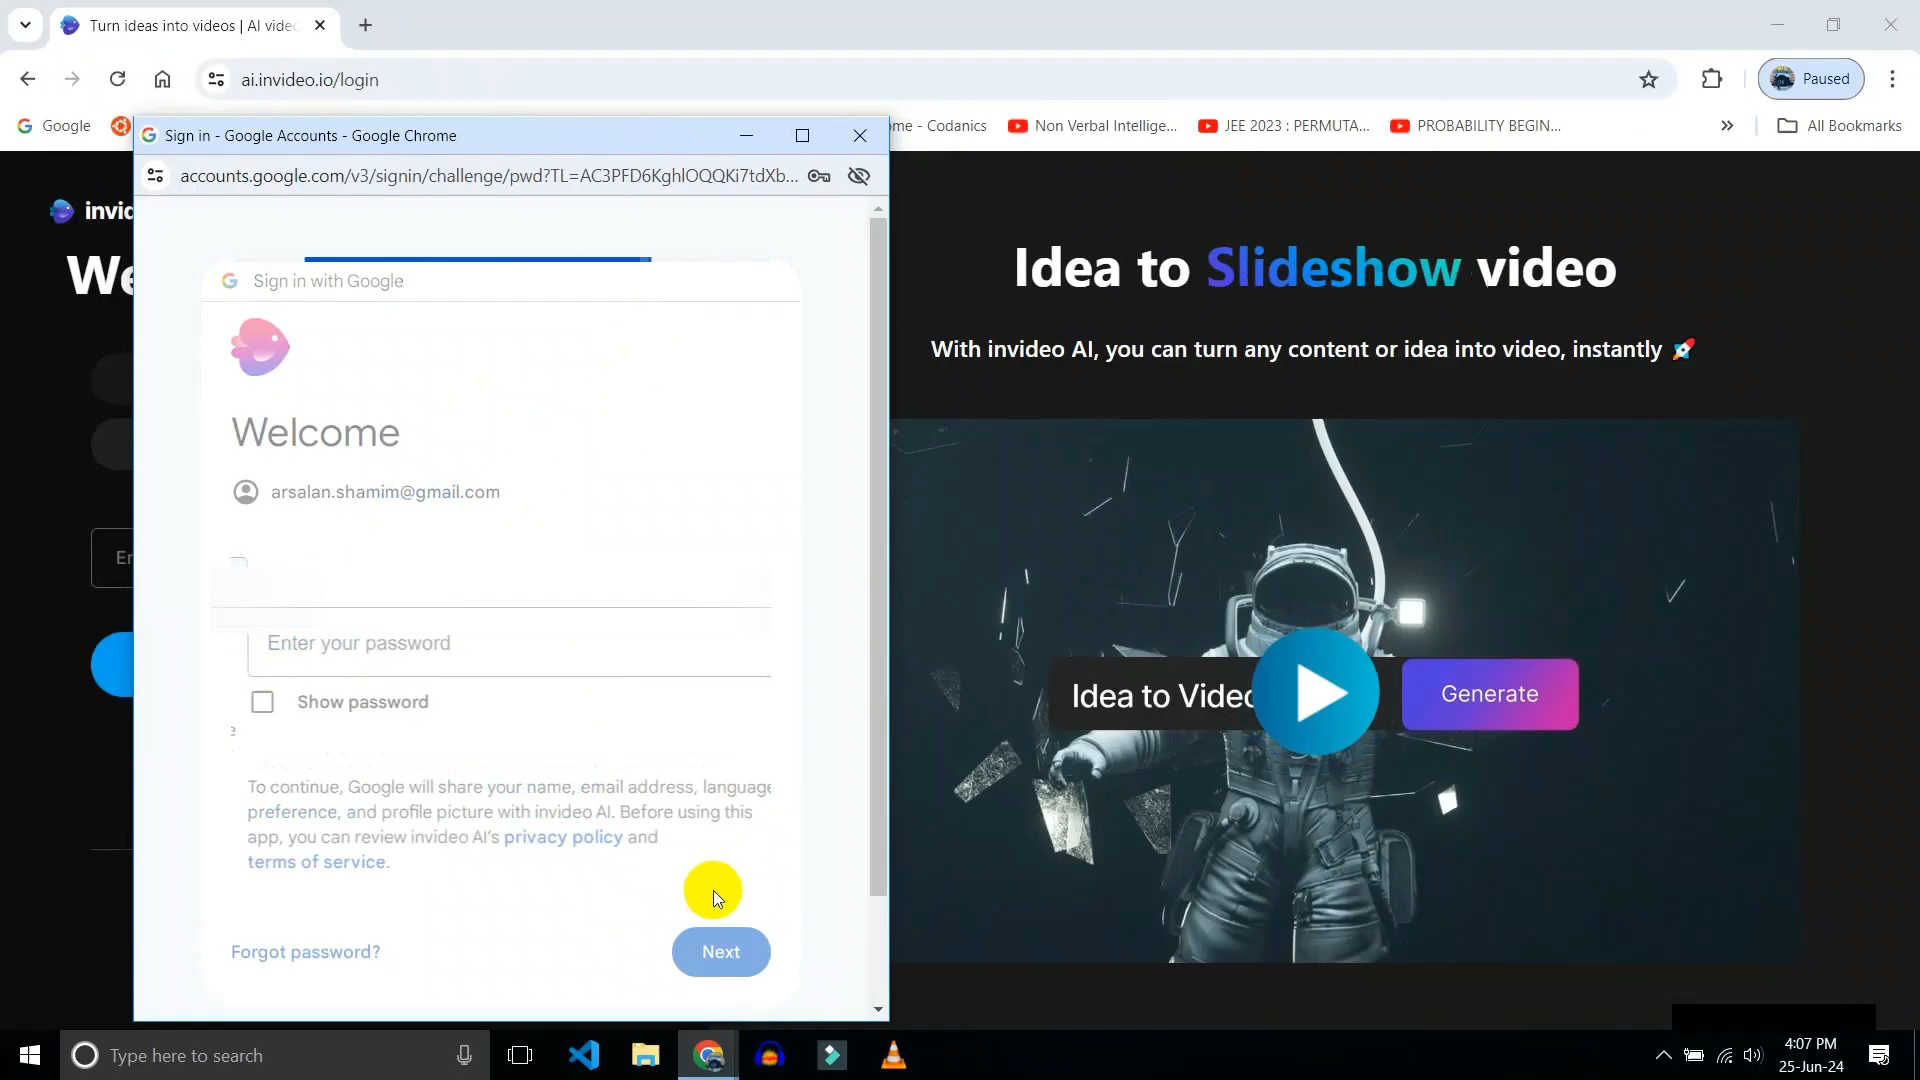 Turn ideas into videos | AI vide
ai.invideo.io/login
Paused
Google
me - Codanics
Non Verbal Intellige...
JEE 2023 : PERMUTA...
PROBABILITY BEGIN...
All Bookmarks
Sign in - Google Accounts - Google Chrome
accounts.google.com/v3/signin/challenge/pwd?TL=AC3PFD6KghlOQQKi7tdXb...
invid
We
Sign in with Google
Welcome
arsalan.shamim@gmail.com
En
Enter your password
Show password
e
To continue, Google will share your name, email address, language
preference, and profile picture with invideo AI. Before using this
app, you can review invideo AI's privacy policy and
terms of service.
Forgot password?
Next
Idea to Slideshow video
With invideo AI, you can turn any content or idea into video, instantly 🚀
Idea to Video
Generate
Type here to search
4:07 PM
25-Jun-24